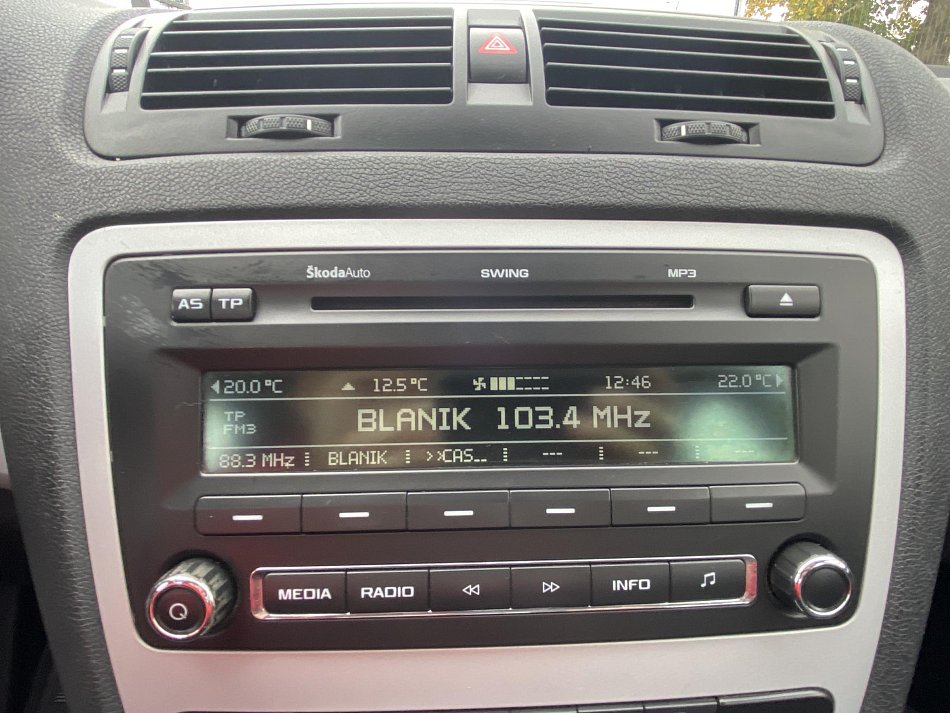 ŠkodaAuto SWING MP3
AS TP
20.0°C 12.5°C 12:46 22.0°C
TP
FM3
BLANIK 103.4 MHz
88.3 MHz BLANIK >>CAS__ --- --- ---
MEDIA RADIO INFO